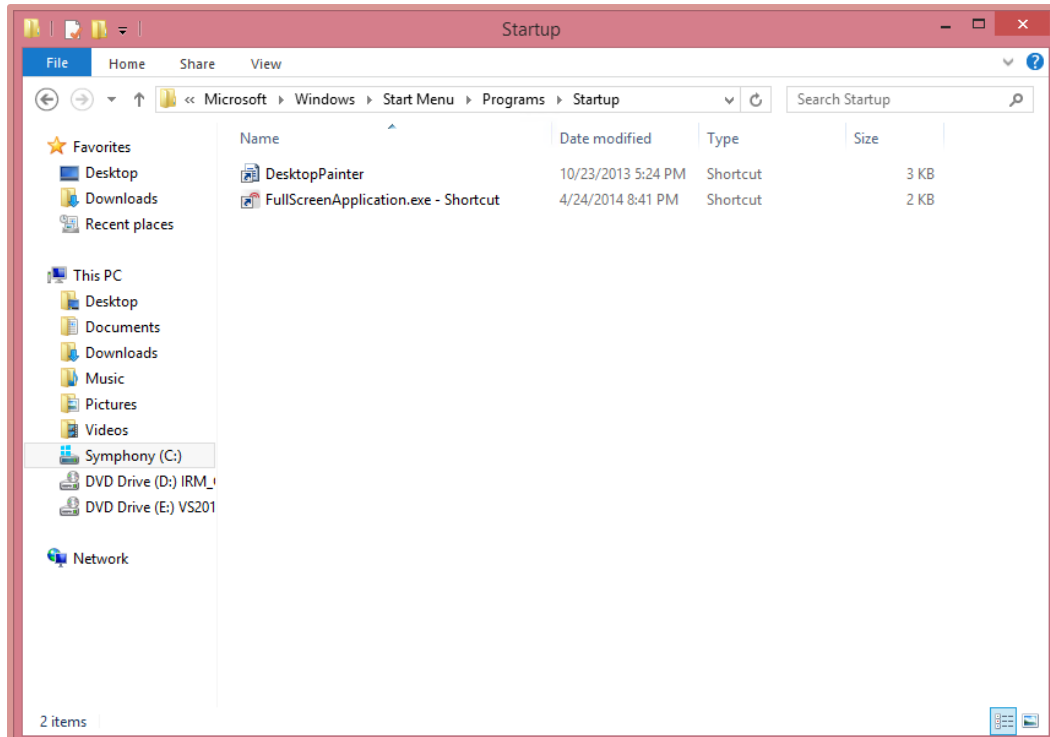 Startup
File Home Share View
« Microsoft Windows Start Menu Programs Startup
Search Startup
Name Date modified Type Size
DesktopPainter 10/23/2013 5:24 PM Shortcut 3 KB
FullScreenApplication.exe - Shortcut 4/24/2014 8:41 PM Shortcut 2 KB
Favorites
Desktop
Downloads
Recent places
This PC
Desktop
Documents
Downloads
Music
Pictures
Videos
Symphony (C:)
DVD Drive (D:) IRM_
DVD Drive (E:) VS201
Network
2 items